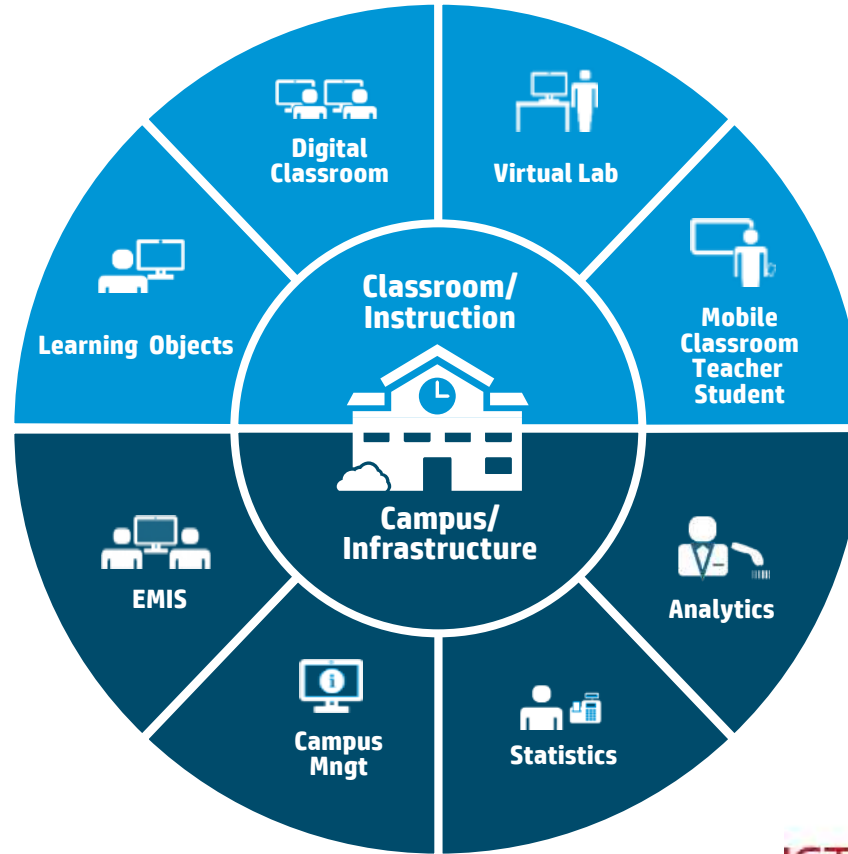 Digital
Classroom
Virtual Lab
Learning Objects
Mobile
Classroom
Teacher
Student
Classroom/
Instruction
Campus/
Infrastructure
EMIS
Analytics
Campus
Mngt
Statistics